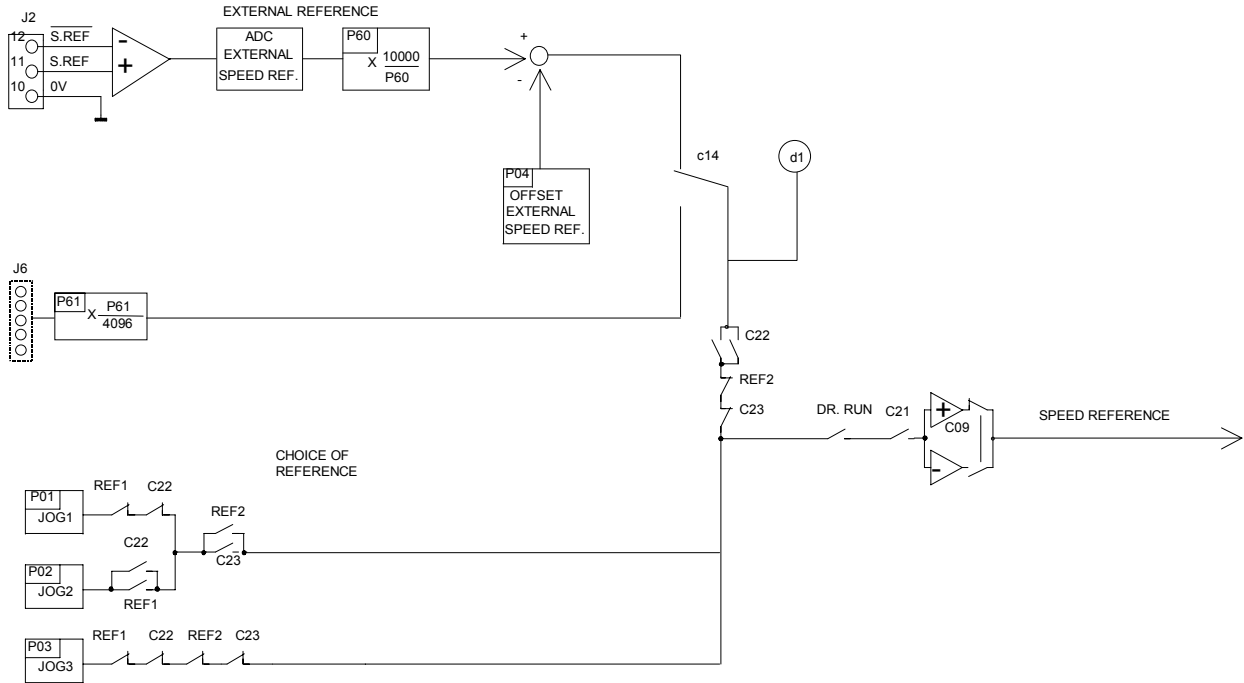 J2
EXTERNAL REFERENCE
12
S.REF
-
11
S.REF
+
10
0V
ADC
EXTERNAL
SPEED REF.
P60
X 10000
P60
+
-
P04
OFFSET
EXTERNAL
SPEED REF.
c14
d1
J6
P61
X P61
4096
C22
REF2
C23
DR. RUN
C21
+
C09
-
SPEED REFERENCE
CHOICE OF
REFERENCE
P01
JOG1
REF1
C22
REF2
C23
P02
JOG2
C22
REF1
P03
JOG3
REF1
C22
REF2
C23